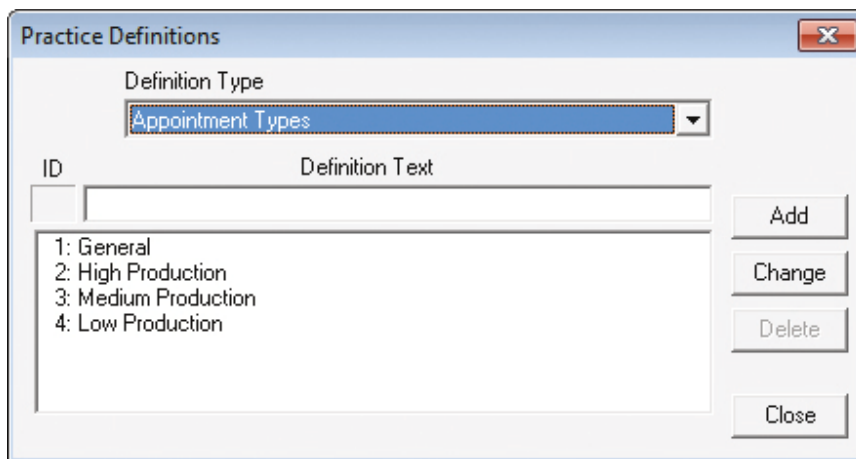 Practice Definitions
Definition Type
Appointment Types
ID
Definition Text
Add
1: General
2: High Production
3: Medium Production
4: Low Production
Change
Delete
Close